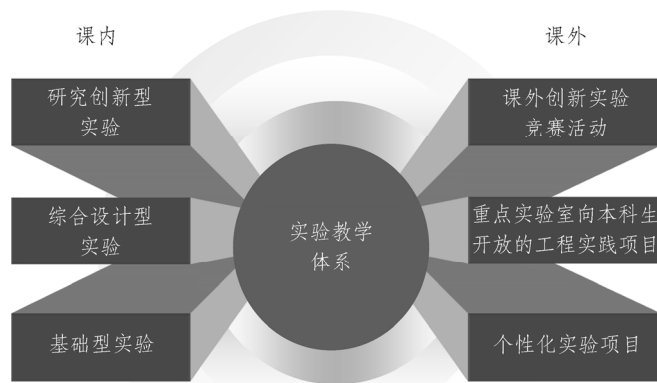 课内
课外
研究创新型
实验
课外创新实验
竞赛活动
综合设计型
实验
实验教学
体系
重点实验室向本科生
开放的工程实践项目
基础型实验
个性化实验项目